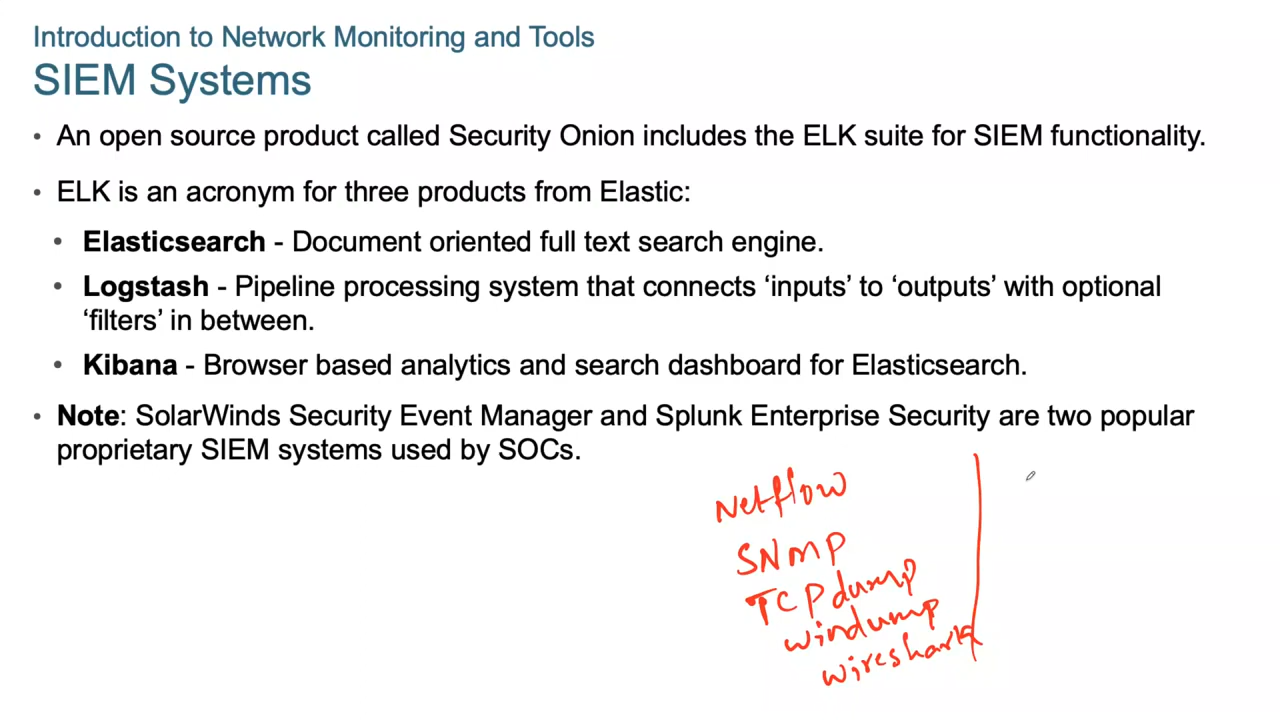 Introduction to Network Monitoring and Tools
SIEM Systems
• An open source product called Security Onion includes the ELK suite for SIEM functionality.
• ELK is an acronym for three products from Elastic:
• Elasticsearch - Document oriented full text search engine.
• Logstash - Pipeline processing system that connects ‘inputs’ to ‘outputs’ with optional
‘filters’ in between.
• Kibana - Browser based analytics and search dashboard for Elasticsearch.
• Note: SolarWinds Security Event Manager and Splunk Enterprise Security are two popular
proprietary SIEM systems used by SOCs.
Netflow
SNMP
TCPdump
windump
wireshark